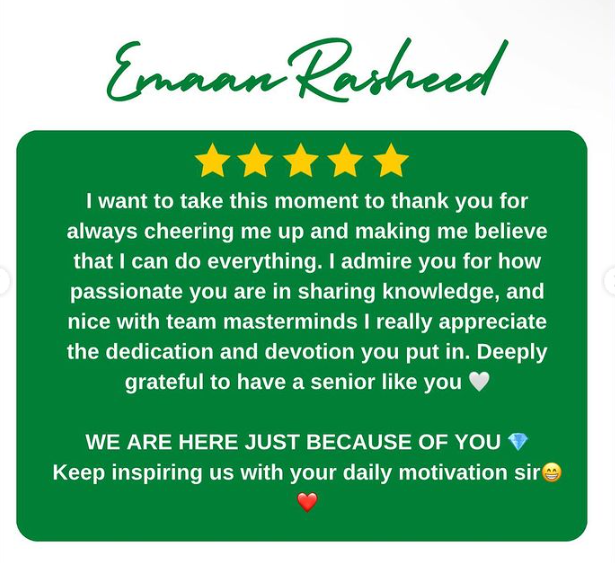 Emaan Rasheed
I want to take this moment to thank you for
always cheering me up and making me believe
that I can do everything. I admire you for how
passionate you are in sharing knowledge, and
nice with team masterminds I really appreciate
the dedication and devotion you put in. Deeply
grateful to have a senior like you 🤍
WE ARE HERE JUST BECAUSE OF YOU 💎
Keep inspiring us with your daily motivation sir😁
❤️